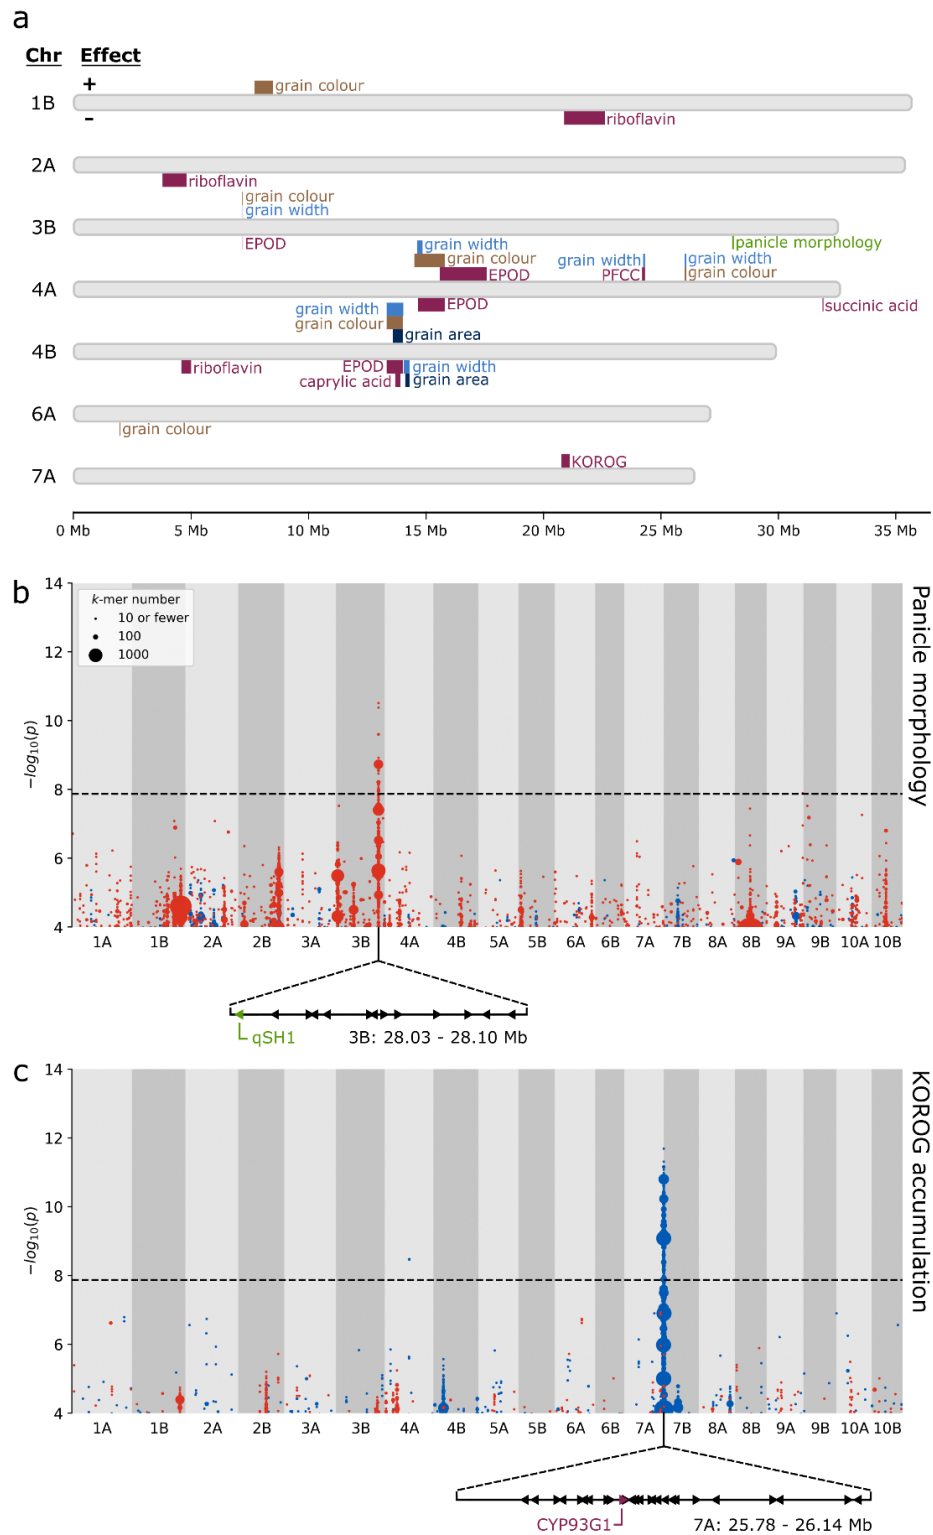 a
Chr Effect
+
grain colour
1B
–
riboflavin
2A
riboflavin
grain colour
grain width
3B
EPOD
panicle morphology
grain width
grain colour
EPOD
grain width
PFCC
grain width
grain colour
4A
EPOD
succinic acid
grain width
grain colour
grain area
4B
riboflavin
EPOD
grain width
caprylic acid
grain area
6A
grain colour
KOROG
7A
0 Mb 5 Mb 10 Mb 15 Mb 20 Mb 25 Mb 30 Mb 35 Mb
b
Panicle morphology
k-mer number
10 or fewer
100
1000
−log10(p)
14
12
10
8
6
4
1A 1B 2A 2B 3A 3B 4A 4B 5A 5B 6A 6B 7A 7B 8A 8B 9A 9B 10A 10B
qSH1
3B: 28.03 - 28.10 Mb
c
KOROG accumulation
−log10(p)
14
12
10
8
6
4
1A 1B 2A 2B 3A 3B 4A 4B 5A 5B 6A 6B 7A 7B 8A 8B 9A 9B 10A 10B
CYP93G1
7A: 25.78 - 26.14 Mb